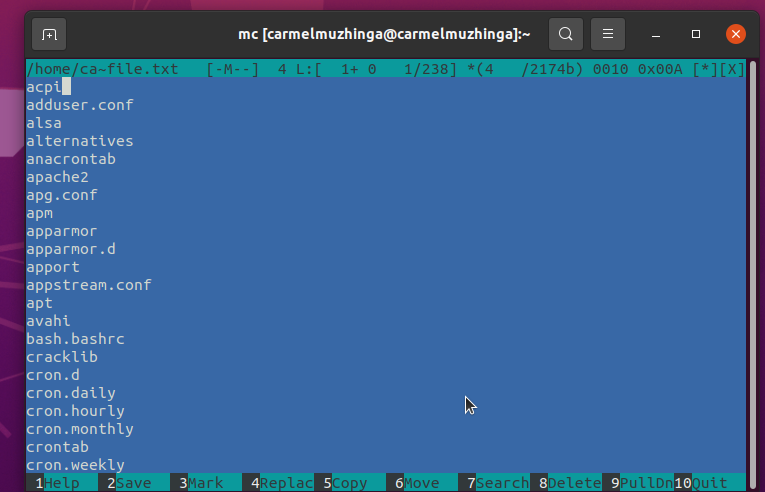 mc [carmelmuzhinga@carmelmuzhinga]:~
/home/ca~file.txt   [-M--]  4 L:[  1+ 0   1/238] *(4   /2174b) 0010 0x00A [*][X]
acpi
adduser.conf
alsa
alternatives
anacrontab
apache2
apg.conf
apm
apparmor
apparmor.d
apport
appstream.conf
apt
avahi
bash.bashrc
cracklib
cron.d
cron.daily
cron.hourly
cron.monthly
crontab
cron.weekly
1Help 2Save 3Mark 4Replac 5Copy 6Move 7Search 8Delete 9PullDn 10Quit